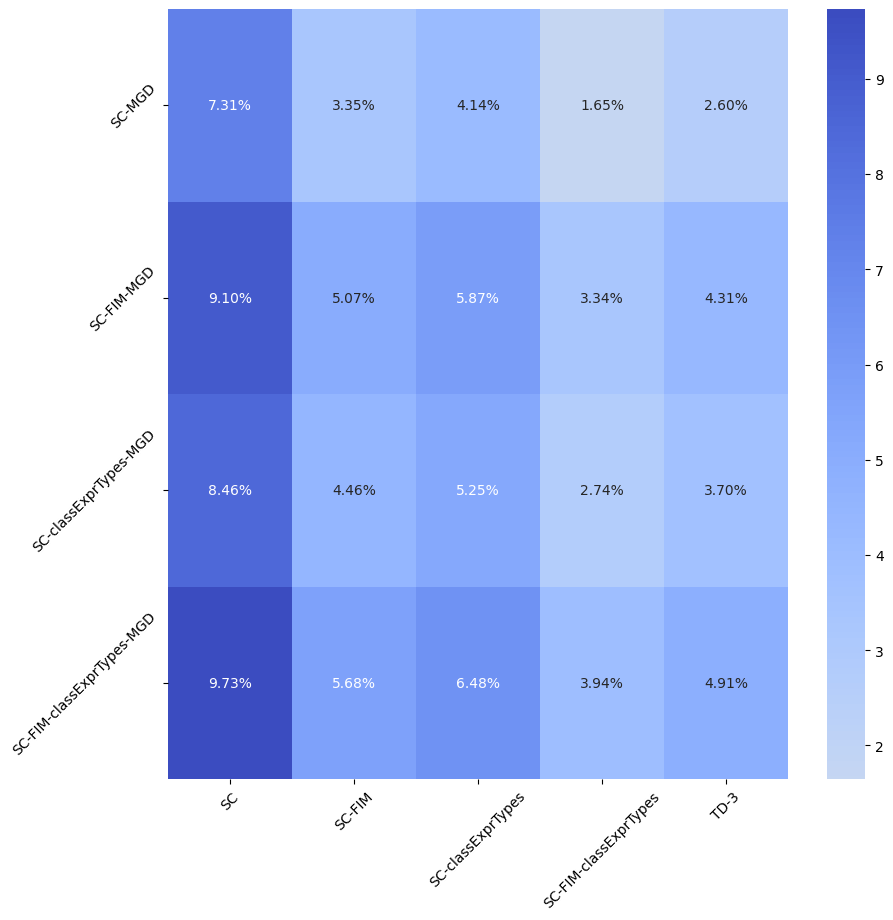 SC-MGD
7.31% 3.35% 4.14% 1.65% 2.60%
SC-FIM-MGD
9.10% 5.07% 5.87% 3.34% 4.31%
SC-classExprTypes-MGD
8.46% 4.46% 5.25% 2.74% 3.70%
SC-FIM-classExprTypes-MGD
9.73% 5.68% 6.48% 3.94% 4.91%
SC
SC-FIM
SC-classExprTypes
SC-FIM-classExprTypes
TD-3
9
8
7
6
5
4
3
2